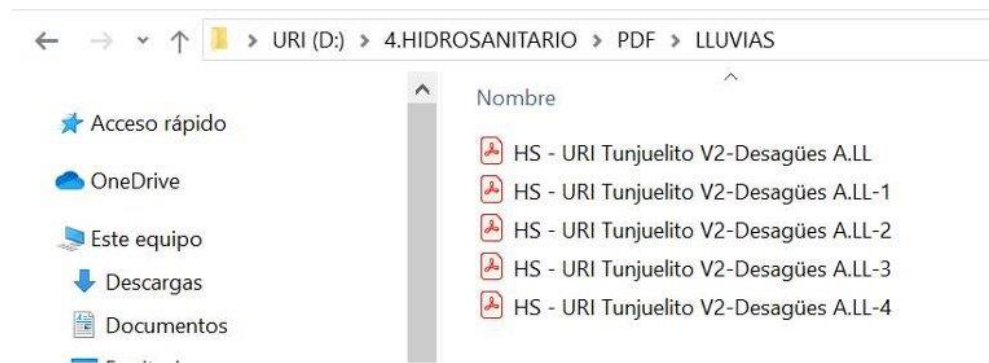 URI (D:) > 4.HIDROSANITARIO > PDF > LLUVIAS
Acceso rápido
OneDrive
Este equipo
Descargas
Documentos
Nombre
HS - URI Tunjuelito V2-Desagües A.LL
HS - URI Tunjuelito V2-Desagües A.LL-1
HS - URI Tunjuelito V2-Desagües A.LL-2
HS - URI Tunjuelito V2-Desagües A.LL-3
HS - URI Tunjuelito V2-Desagües A.LL-4